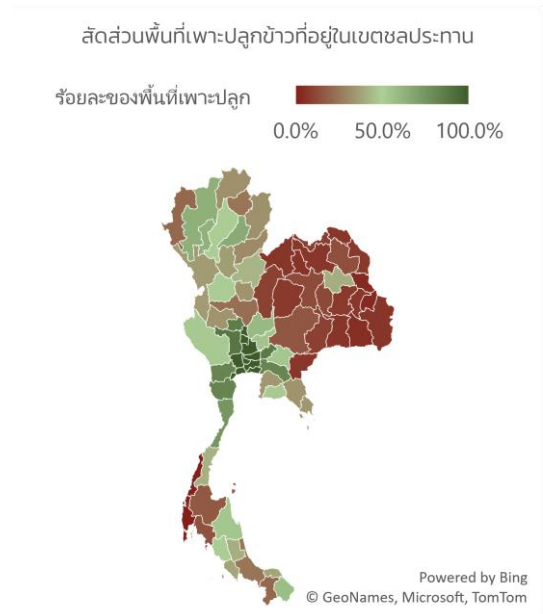 สัดส่วนพื้นที่เพาะปลูกข้าวที่อยู่ในเขตชลประทาน
ร้อยละของพื้นที่เพาะปลูก
0.0% 50.0% 100.0%
Powered by Bing
© GeoNames, Microsoft, TomTom